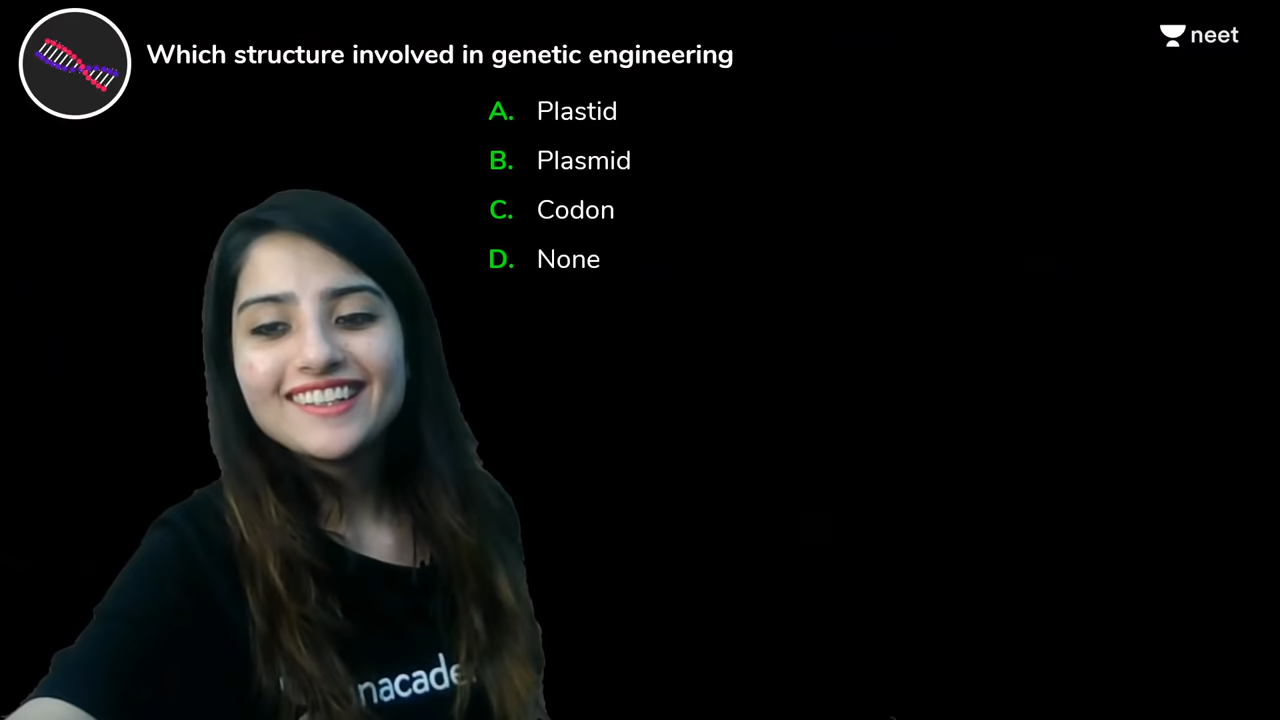 Which structure involved in genetic engineering
neet
A. Plastid
B. Plasmid
C. Codon
D. None
nacade